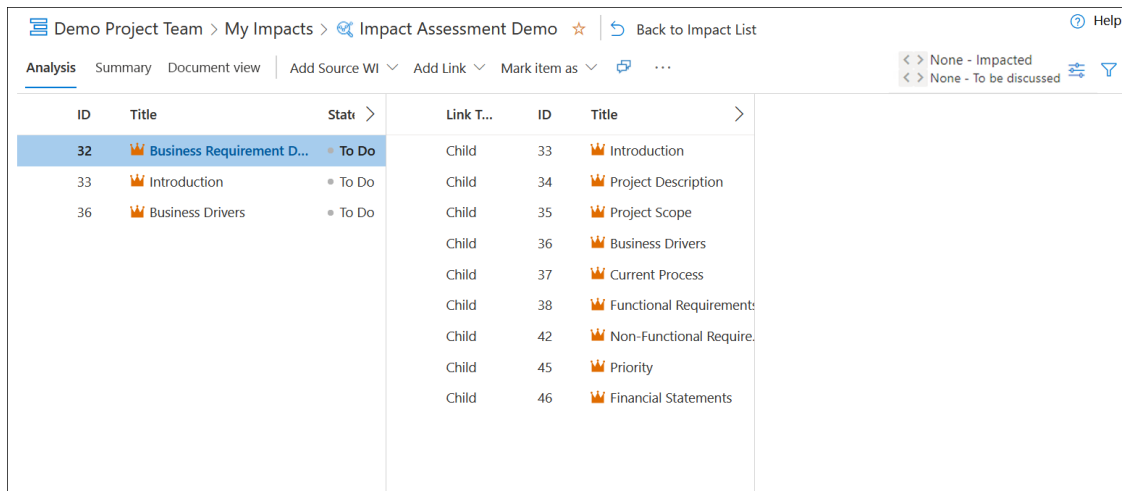 Demo Project Team > My Impacts > Impact Assessment Demo Back to Impact List Help
Analysis Summary Document view Add Source WI Add Link Mark item as ...
< > None - Impacted
< > None - To be discussed
ID Title State Link T... ID Title
32 Business Requirement D... To Do
33 Introduction To Do
36 Business Drivers To Do
Child 33 Introduction
Child 34 Project Description
Child 35 Project Scope
Child 36 Business Drivers
Child 37 Current Process
Child 38 Functional Requirements
Child 42 Non-Functional Require.
Child 45 Priority
Child 46 Financial Statements